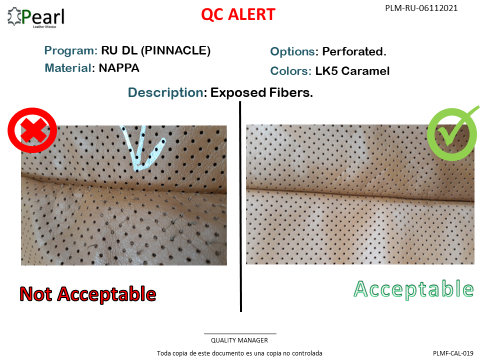 Pearl
Leather Finishers
QC ALERT
PLM-RU-06112021
Program: RU DL (PINNACLE)
Options: Perforated.
Material: NAPPA
Colors: LK5 Caramel
Description: Exposed Fibers.
Not Acceptable
Acceptable
QUALITY MANAGER
Toda copia de este documento es una copia no controlada
PLMF-CAL-019